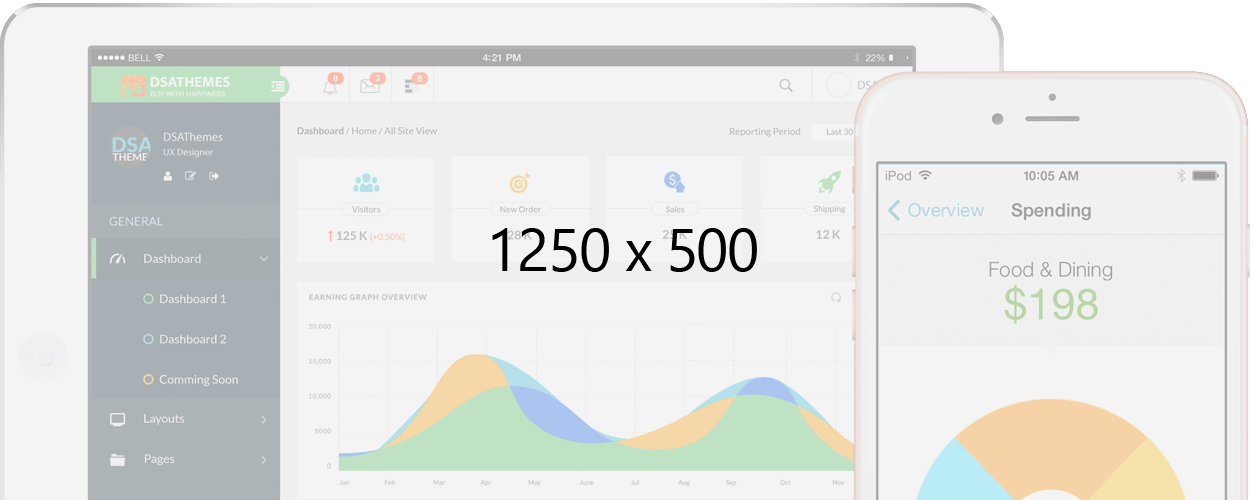 BELL
4:21 PM
22%
DSATHEMES
BUY WITH HAPPINESS
8
3
8
DSA
DSA
THEME
DSAThemes
UX Designer
Dashboard / Home / All Site View
Reporting Period
Last 30
GENERAL
Dashboard
Dashboard 1
Dashboard 2
Comming Soon
Layouts
Pages
Visitors
125 K (+0.50%)
New Order
28 K
Sales
Shipping
12 K
1250 x 500
EARNING GRAPH OVERVIEW
20,000
15,000
10,000
5000
0
Jan Feb Mar Apr May June Jul Aug Sep Oct Nov
iPod
10:05 AM
Overview
Spending
Food & Dining
$198